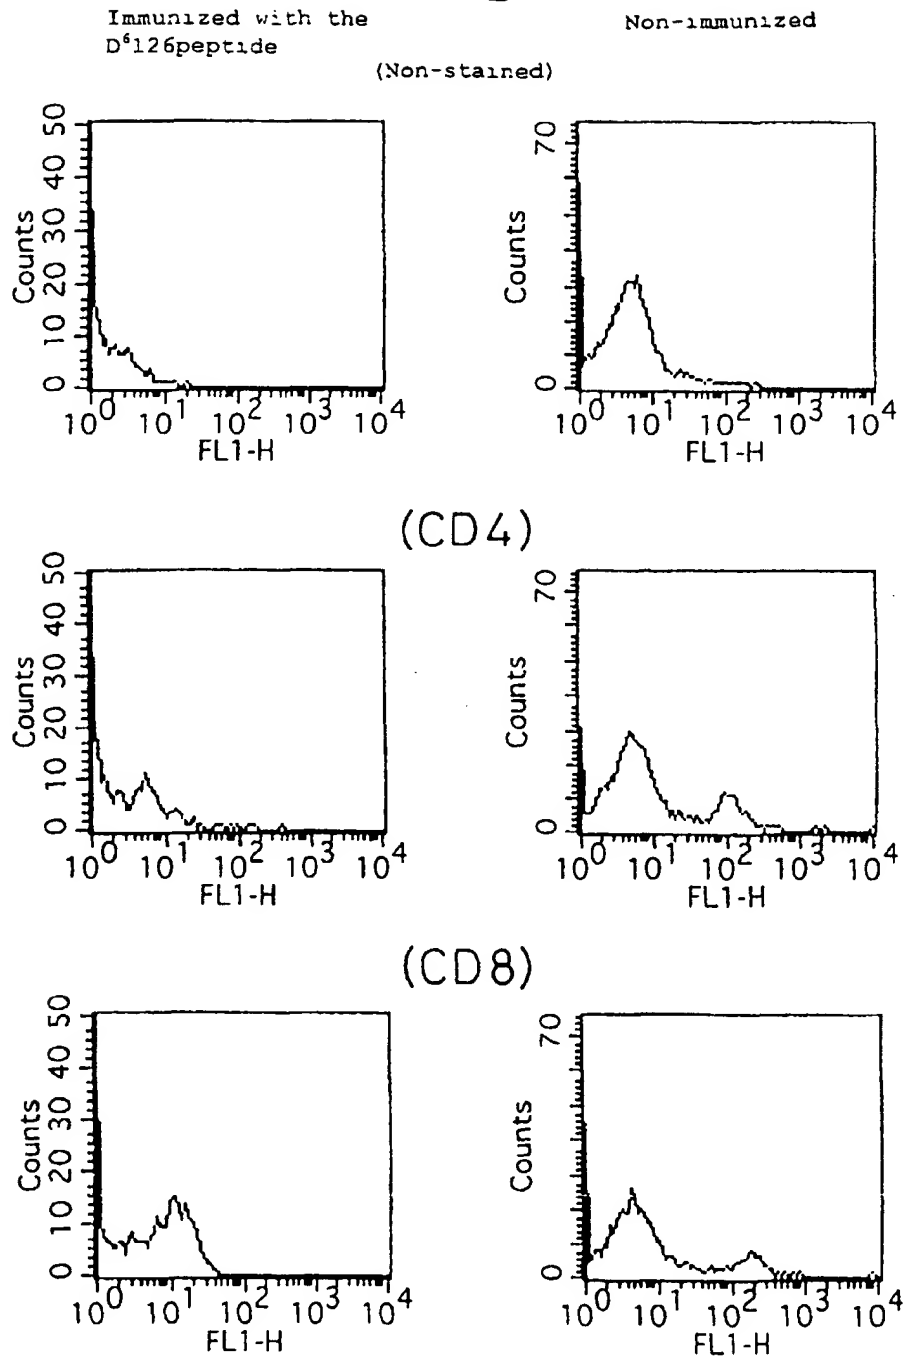 Immunized with the
D⁶126peptide
Non-immunized
(Non-stained)
50
40
30
20
10
0
Counts
10⁰ 10¹ 10² 10³ 10⁴
FL1-H
70
0
Counts
10⁰ 10¹ 10² 10³ 10⁴
FL1-H
(CD4)
50
40
30
20
10
0
Counts
10⁰ 10¹ 10² 10³ 10⁴
FL1-H
70
0
Counts
10⁰ 10¹ 10² 10³ 10⁴
FL1-H
(CD8)
50
40
30
20
10
0
Counts
10⁰ 10¹ 10² 10³ 10⁴
FL1-H
70
0
Counts
10⁰ 10¹ 10² 10³ 10⁴
FL1-H